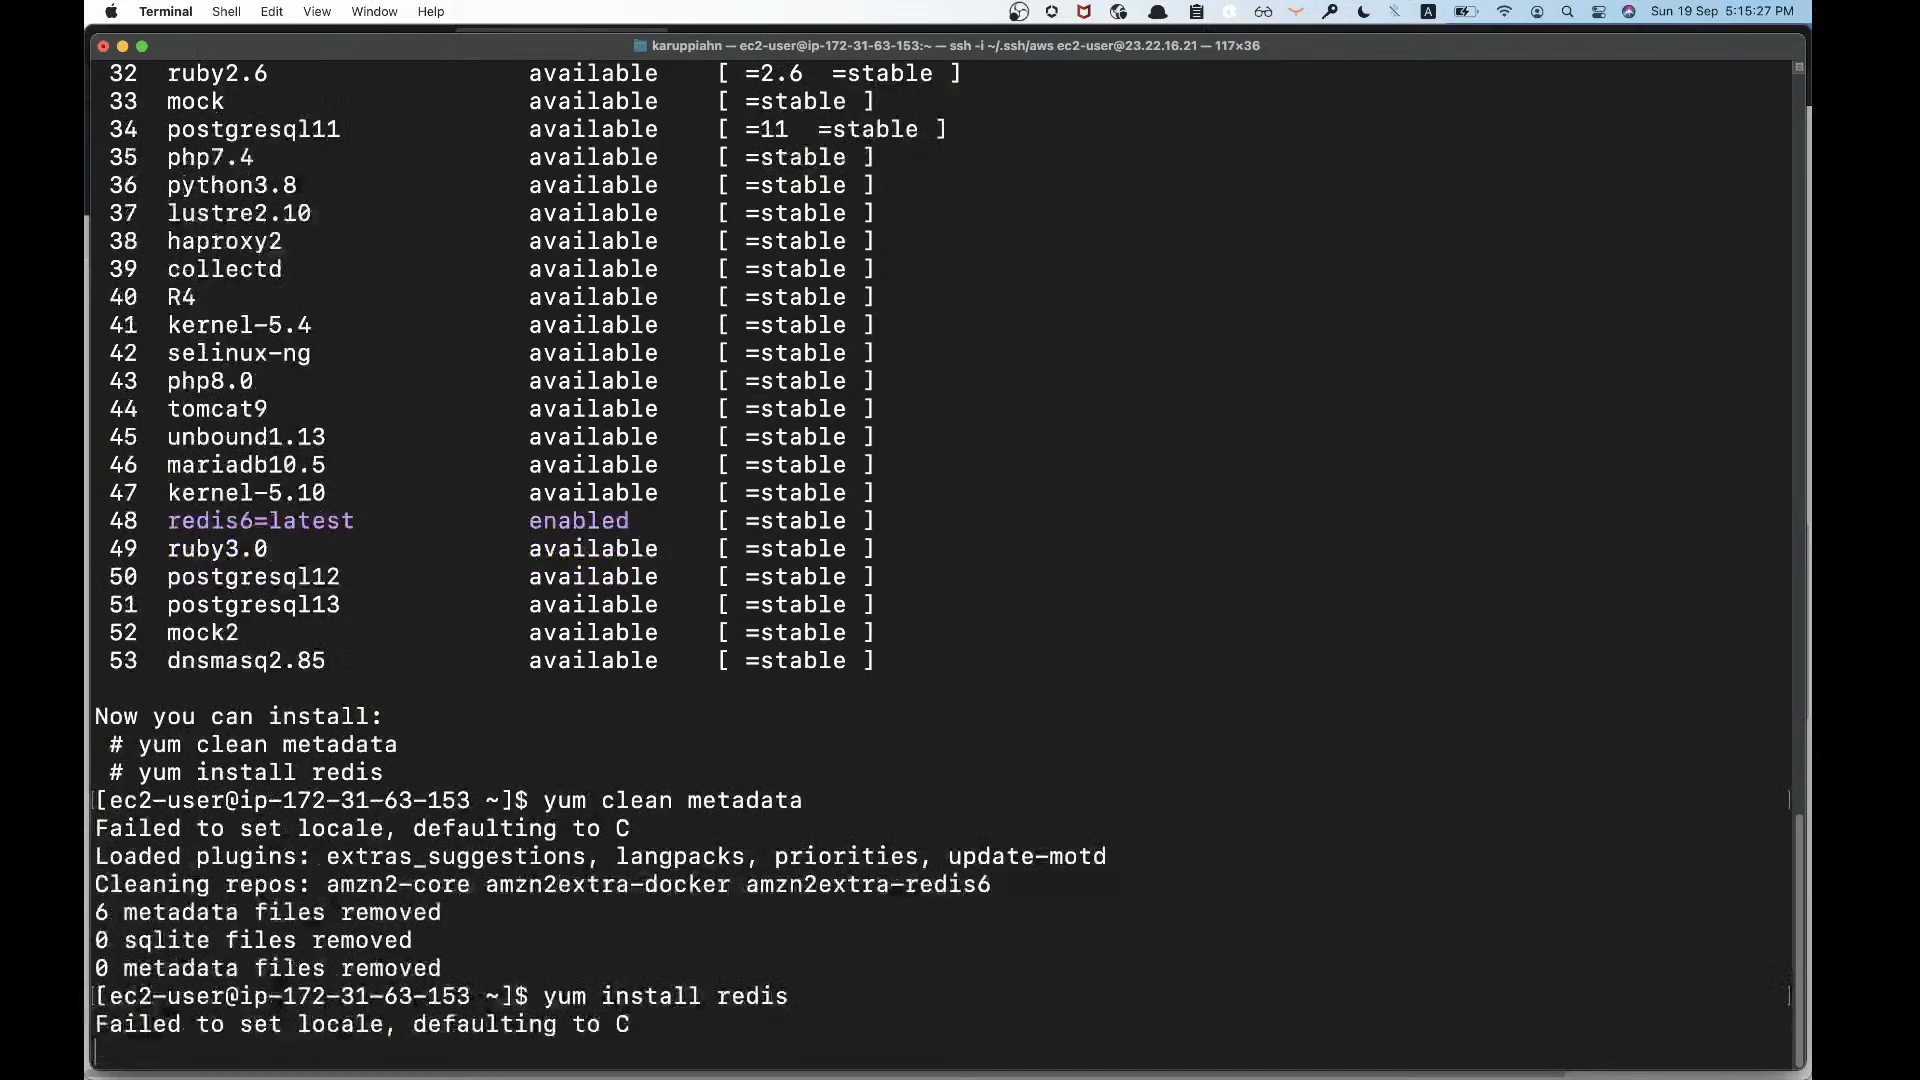 Terminal Shell Edit View Window Help A Sun 19 Sep 5:15:27 PM
karuppiahn — ec2-user@ip-172-31-63-153:~ — ssh -i ~/.ssh/aws ec2-user@23.22.16.21 — 117×36
32 ruby2.6 available [ =2.6 =stable ]
33 mock available [ =stable ]
34 postgresql11 available [ =11 =stable ]
35 php7.4 available [ =stable ]
36 python3.8 available [ =stable ]
37 lustre2.10 available [ =stable ]
38 haproxy2 available [ =stable ]
39 collectd available [ =stable ]
40 R4 available [ =stable ]
41 kernel-5.4 available [ =stable ]
42 selinux-ng available [ =stable ]
43 php8.0 available [ =stable ]
44 tomcat9 available [ =stable ]
45 unbound1.13 available [ =stable ]
46 mariadb10.5 available [ =stable ]
47 kernel-5.10 available [ =stable ]
48 redis6=latest enabled [ =stable ]
49 ruby3.0 available [ =stable ]
50 postgresql12 available [ =stable ]
51 postgresql13 available [ =stable ]
52 mock2 available [ =stable ]
53 dnsmasq2.85 available [ =stable ]
Now you can install:
# yum clean metadata
# yum install redis
[ec2-user@ip-172-31-63-153 ~]$ yum clean metadata ]
Failed to set locale, defaulting to C
Loaded plugins: extras_suggestions, langpacks, priorities, update-motd
Cleaning repos: amzn2-core amzn2extra-docker amzn2extra-redis6
6 metadata files removed
0 sqlite files removed
0 metadata files removed
[ec2-user@ip-172-31-63-153 ~]$ yum install redis ]
Failed to set locale, defaulting to C